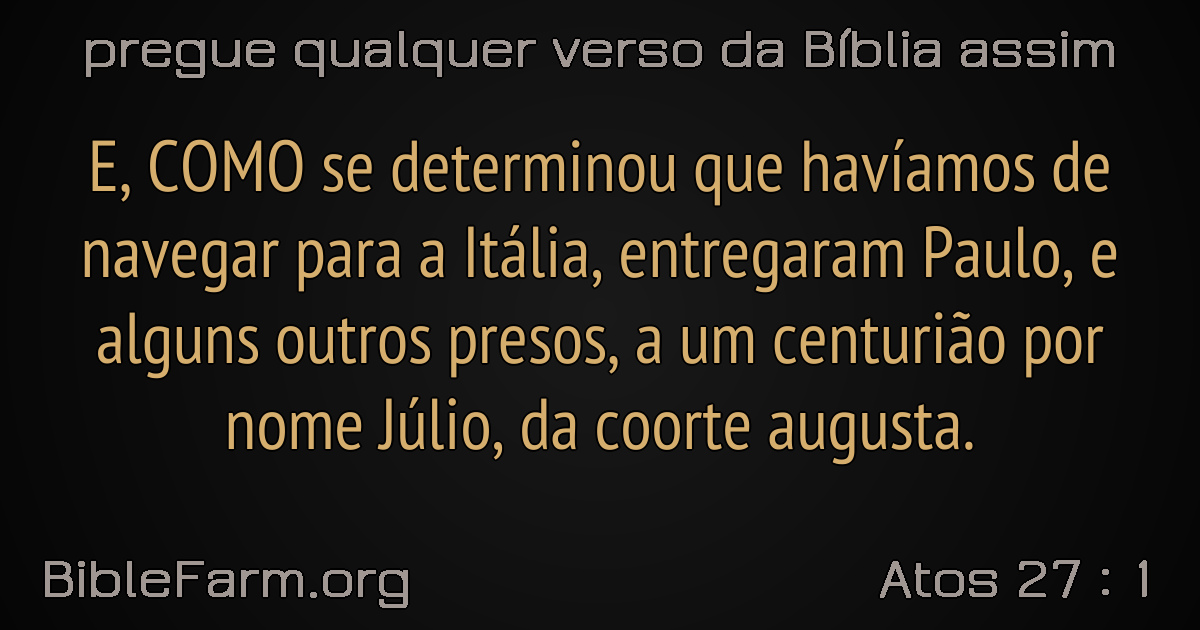 pregue qualquer verso da Bíblia assim
E, COMO se determinou que havíamos de
navegar para a Itália, entregaram Paulo, e
alguns outros presos, a um centurião por
nome Júlio, da coorte augusta.
BibleFarm.org
Atos 27 : 1